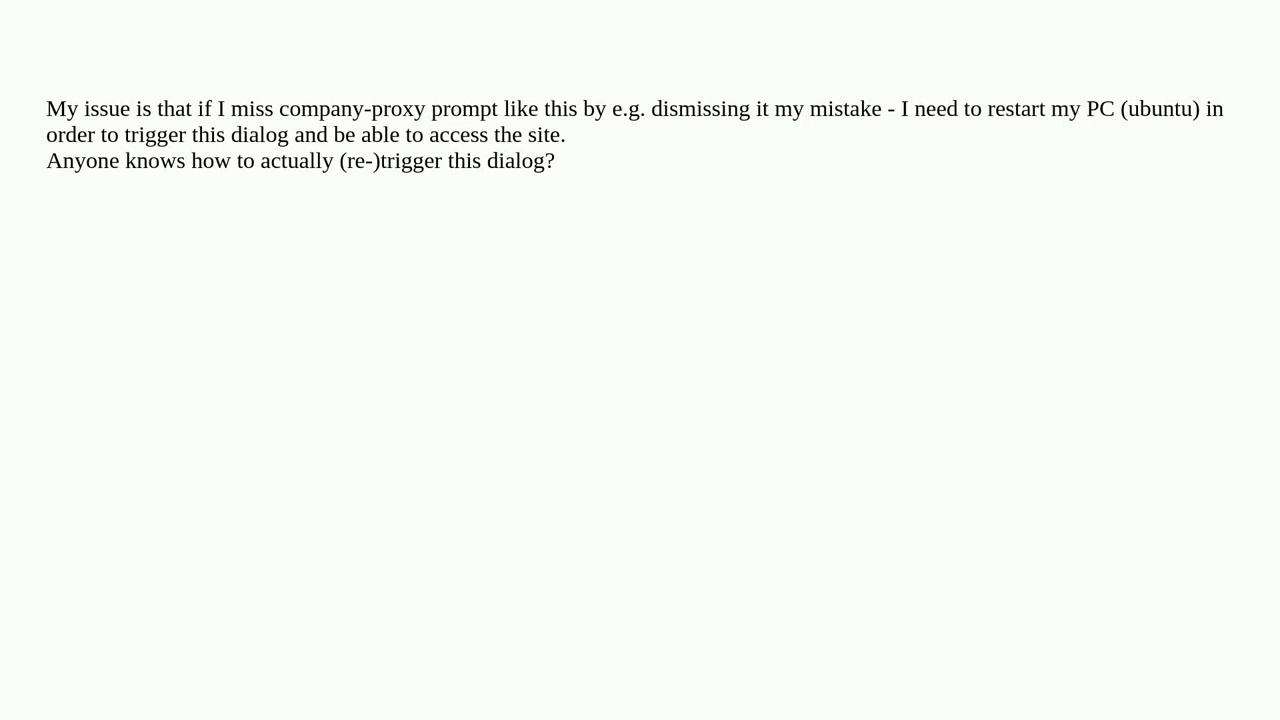 My issue is that if I miss company-proxy prompt like this by e.g. dismissing it my mistake - I need to restart my PC (ubuntu) in
order to trigger this dialog and be able to access the site.
Anyone knows how to actually (re-)trigger this dialog?